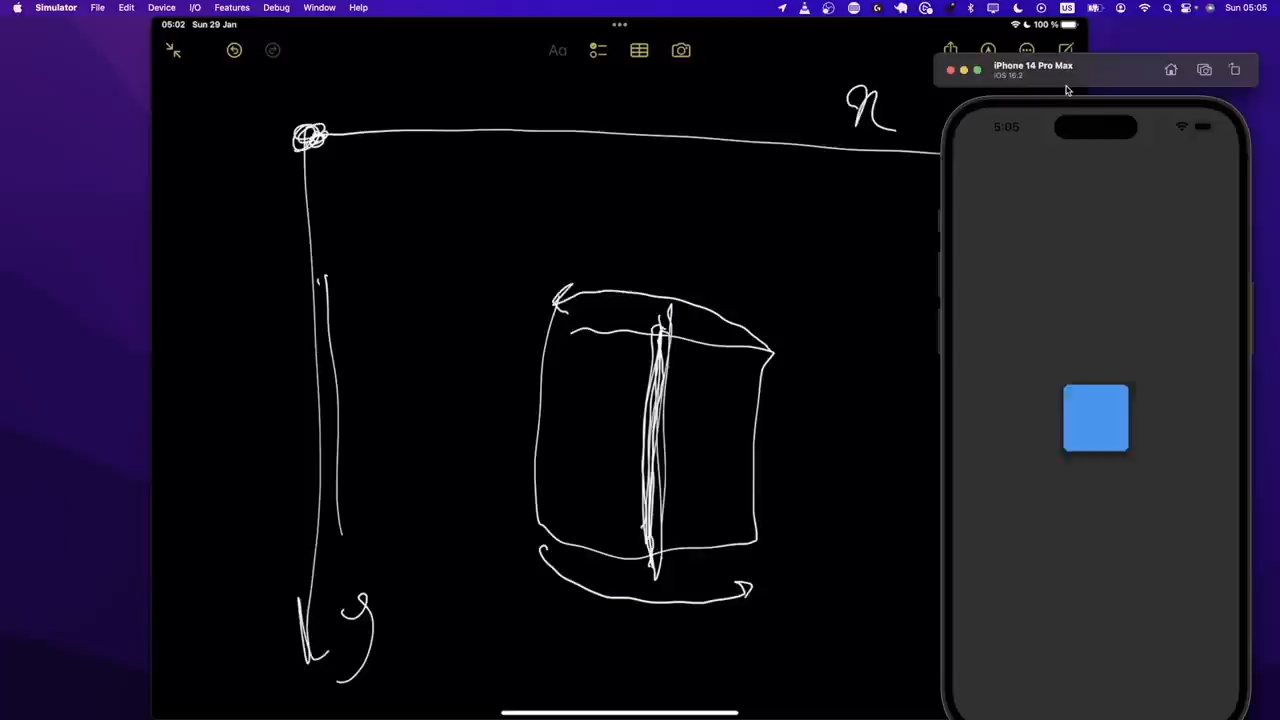 Simulator File Edit Device I/O Features Debug Window Help US Sun 05:05
05:02 Sun 29 Jan 100 %
Aa
iPhone 14 Pro Max
iOS 16.2
5:05
x
y